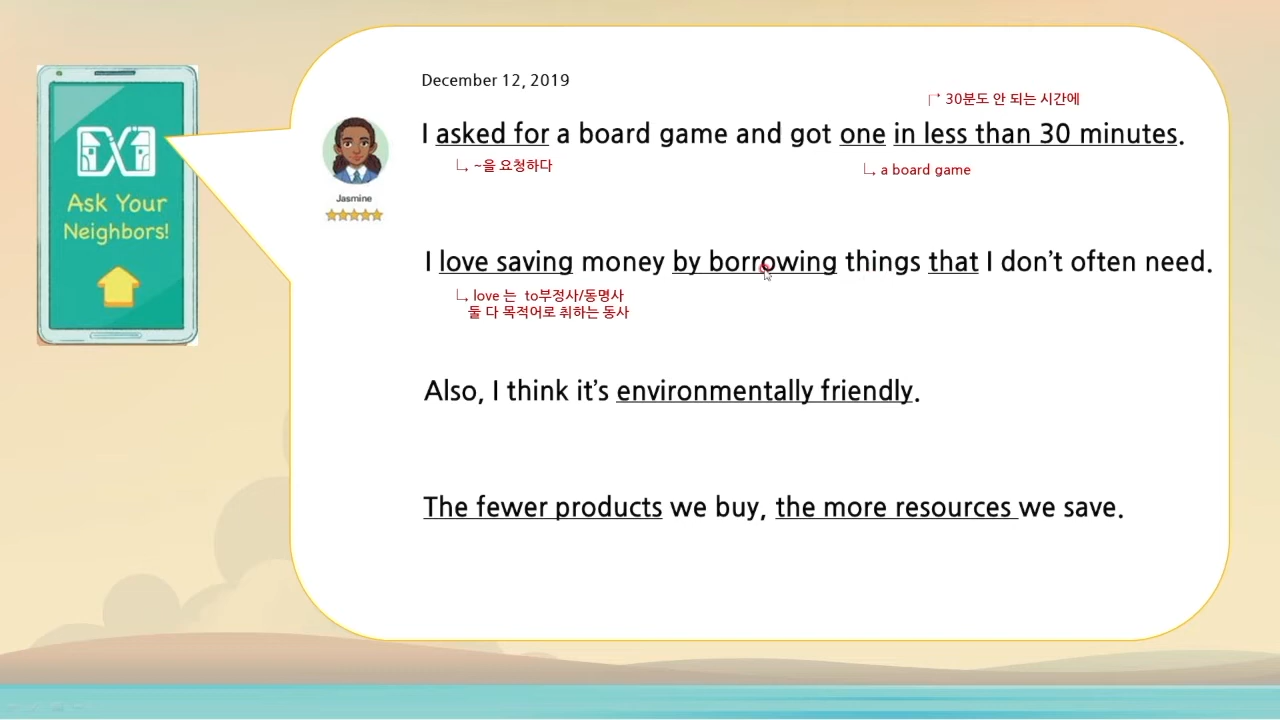 December 12, 2019
┌→ 30분도 안 되는 시간에
I asked for a board game and got one in less than 30 minutes.
└→ ~을 요청하다
└→ a board game
Jasmine
Ask Your
Neighbors!
I love saving money by borrowing things that I don't often need.
└→ love 는 to부정사/동명사
둘 다 목적어로 취하는 동사
Also, I think it's environmentally friendly.
The fewer products we buy, the more resources we save.